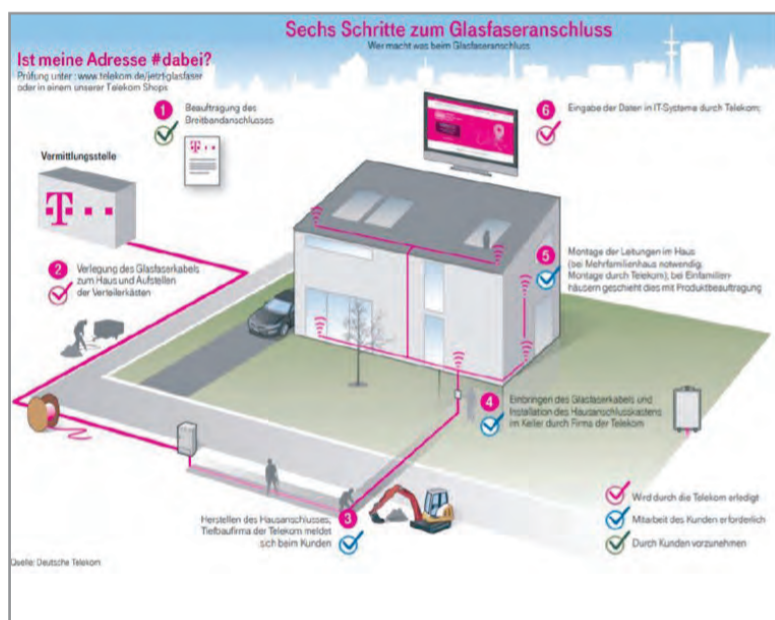 Sechs Schritte zum Glasfaseranschluss
Wer macht was beim Glasfaseranschluss
Ist meine Adresse #dabei?
Prüfung unter : www.telekom.de/jetzt-glasfaser
oder in einem unserer Telekom Shops
1
Beauftragung des
Breitbandanschlusses
6
Eingabe der Daten in IT-Systeme durch Telekom;
Vermittlungsstelle
T
2
Verlegung des Glasfaserkabels
zum Haus und Aufstellen
der Verteilerkästen
5
Montage der Leitungen im Haus
(bei Mehrfamilienhaus notwendig.
Montage durch Telekom), bei Einfamilien-
häusern geschieht dies mit Produktbeauftragung
4
Einbringen des Glasfaserkabels und
Installation des Hausanschlusskastens
im Keller durch Firma der Telekom
3
Herstellen des Hausanschlusses,
Tiefbaufirma der Telekom meldet
sich beim Kunden
Wird durch die Telekom erledigt
Mitarbeit des Kunden erforderlich
Durch Kunden vorzunehmen
Quelle: Deutsche Telekom